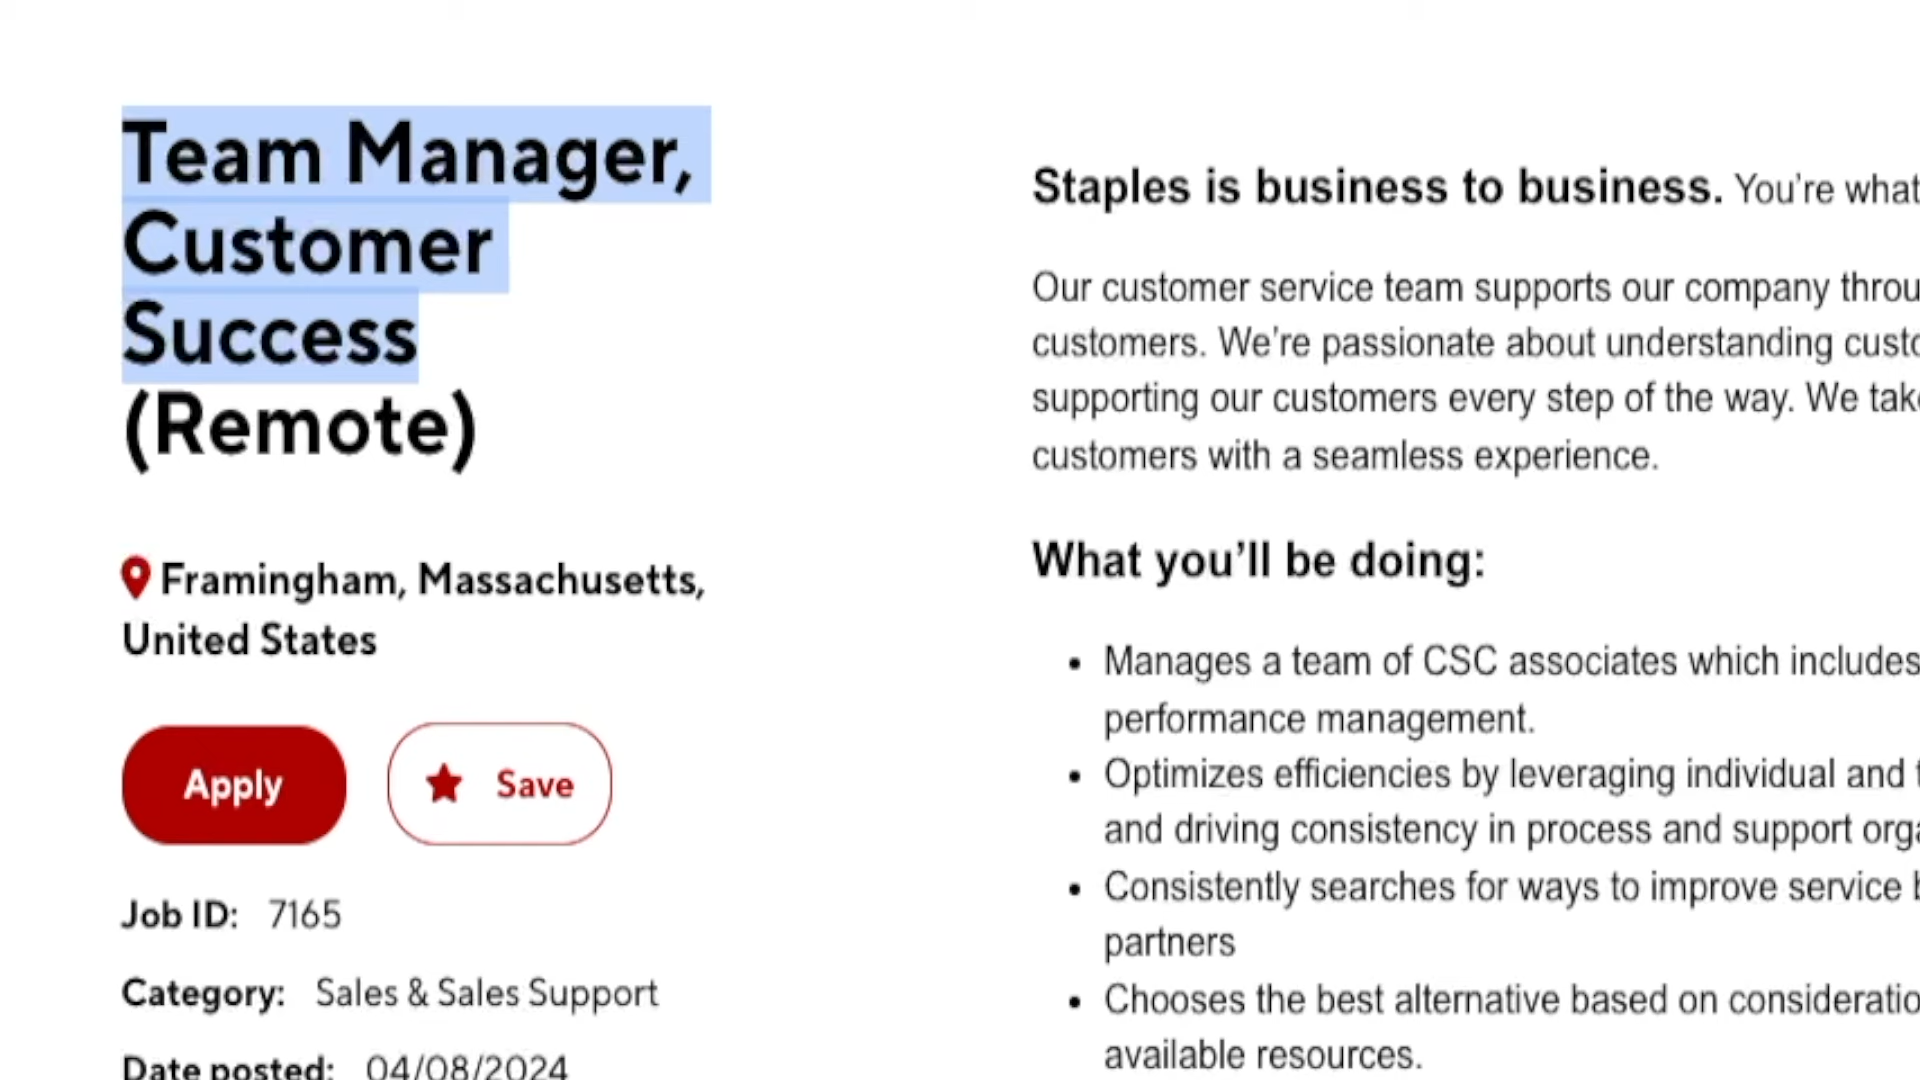 Team Manager,
Customer
Success
(Remote)
Framingham, Massachusetts,
United States
Apply
Save
Job ID: 7165
Category: Sales & Sales Support
Date posted: 04/08/2024
Staples is business to business. You’re what
Our customer service team supports our company
customers. We’re passionate about understanding
supporting our customers every step of the way. We
customers with a seamless experience.
What you’ll be doing:
• Manages a team of CSC associates which includes
performance management.
• Optimizes efficiencies by leveraging individual and
and driving consistency in process and support
• Consistently searches for ways to improve service
partners
• Chooses the best alternative based on
available resources.